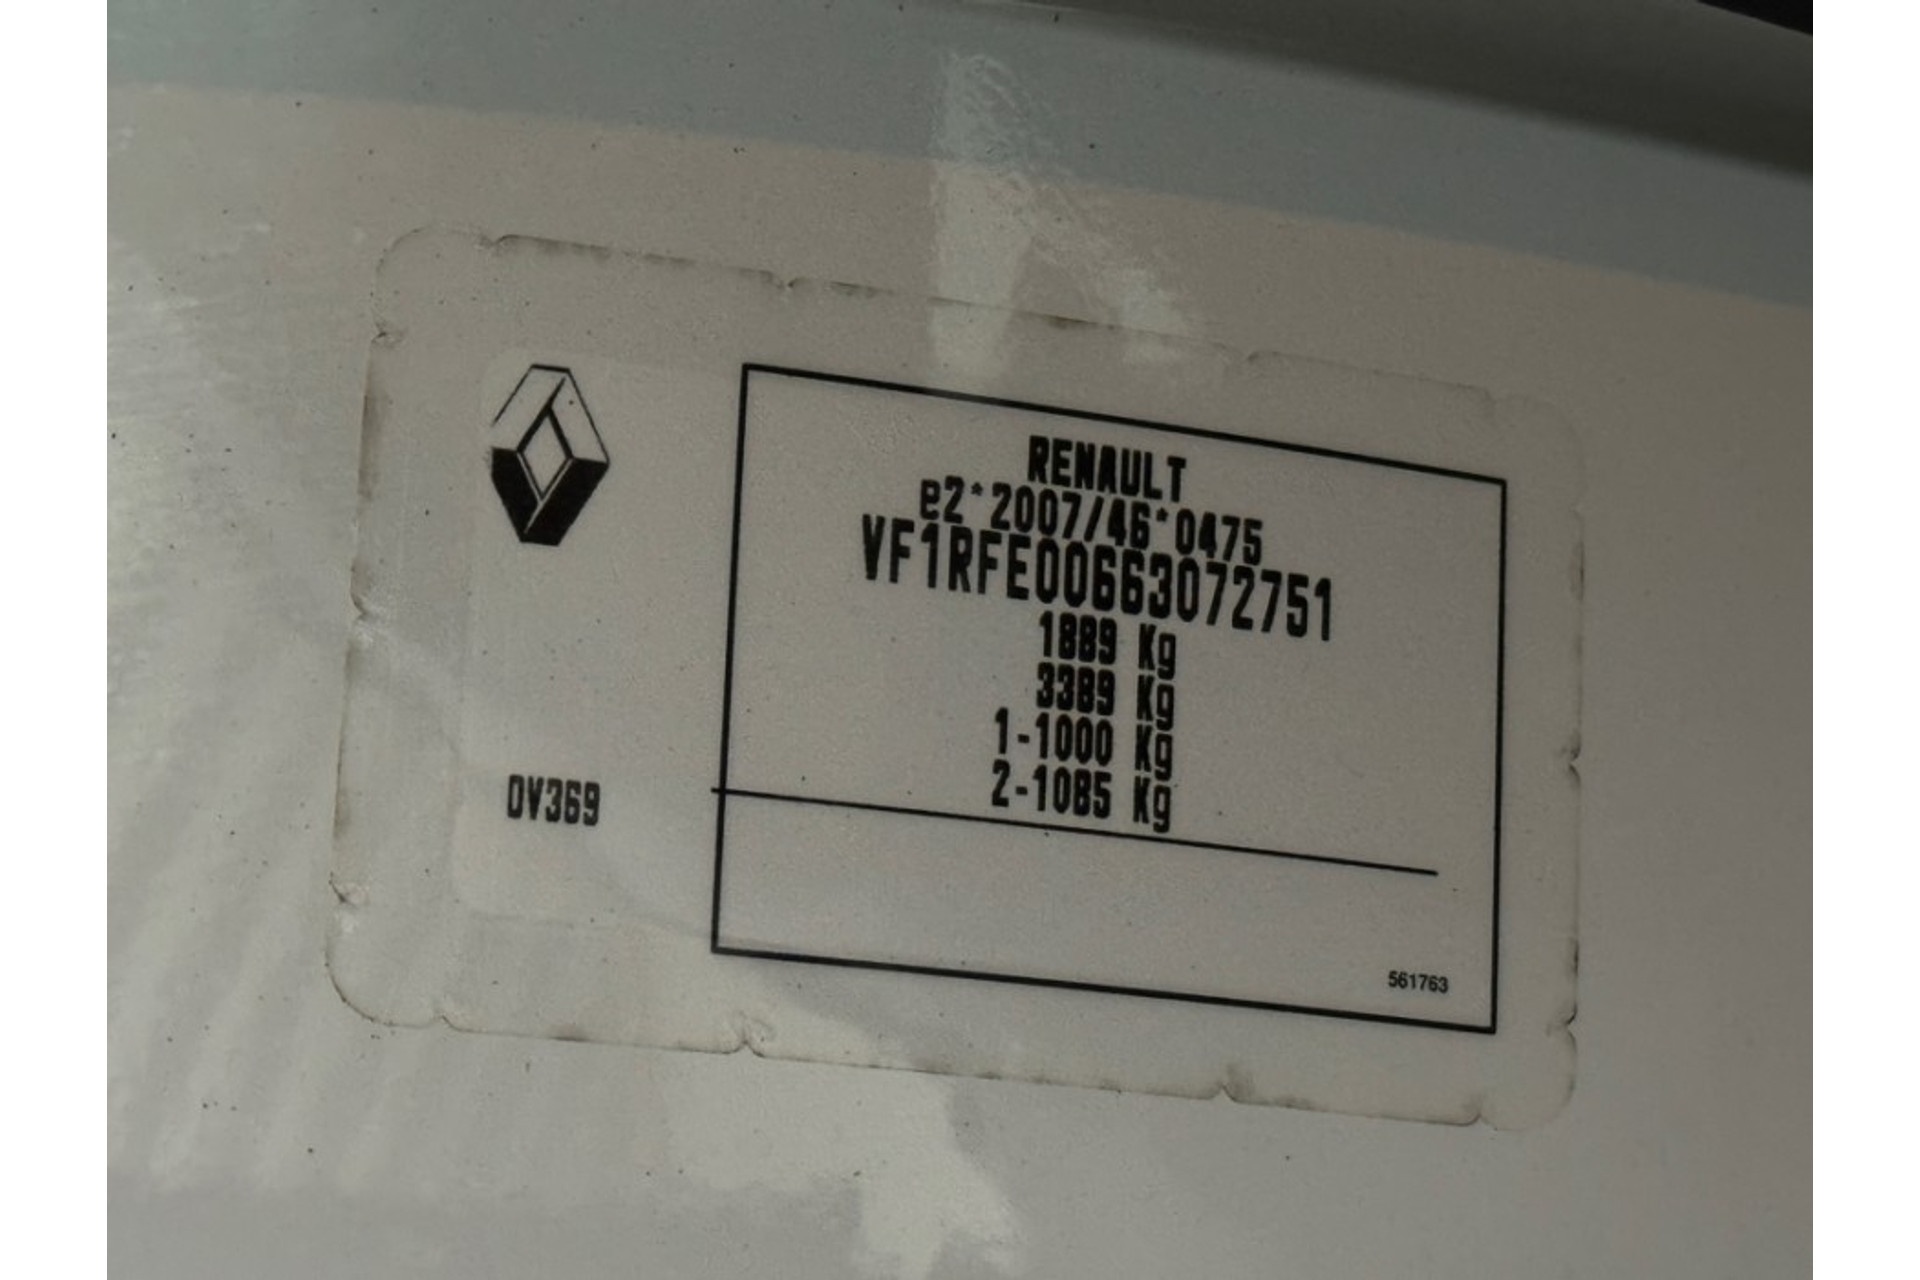 RENAULT
e2*2007/46*0475
VF1RFE00663072751
1889 Kg
3389 Kg
1-1000 Kg
2-1085 Kg
0V369
561763